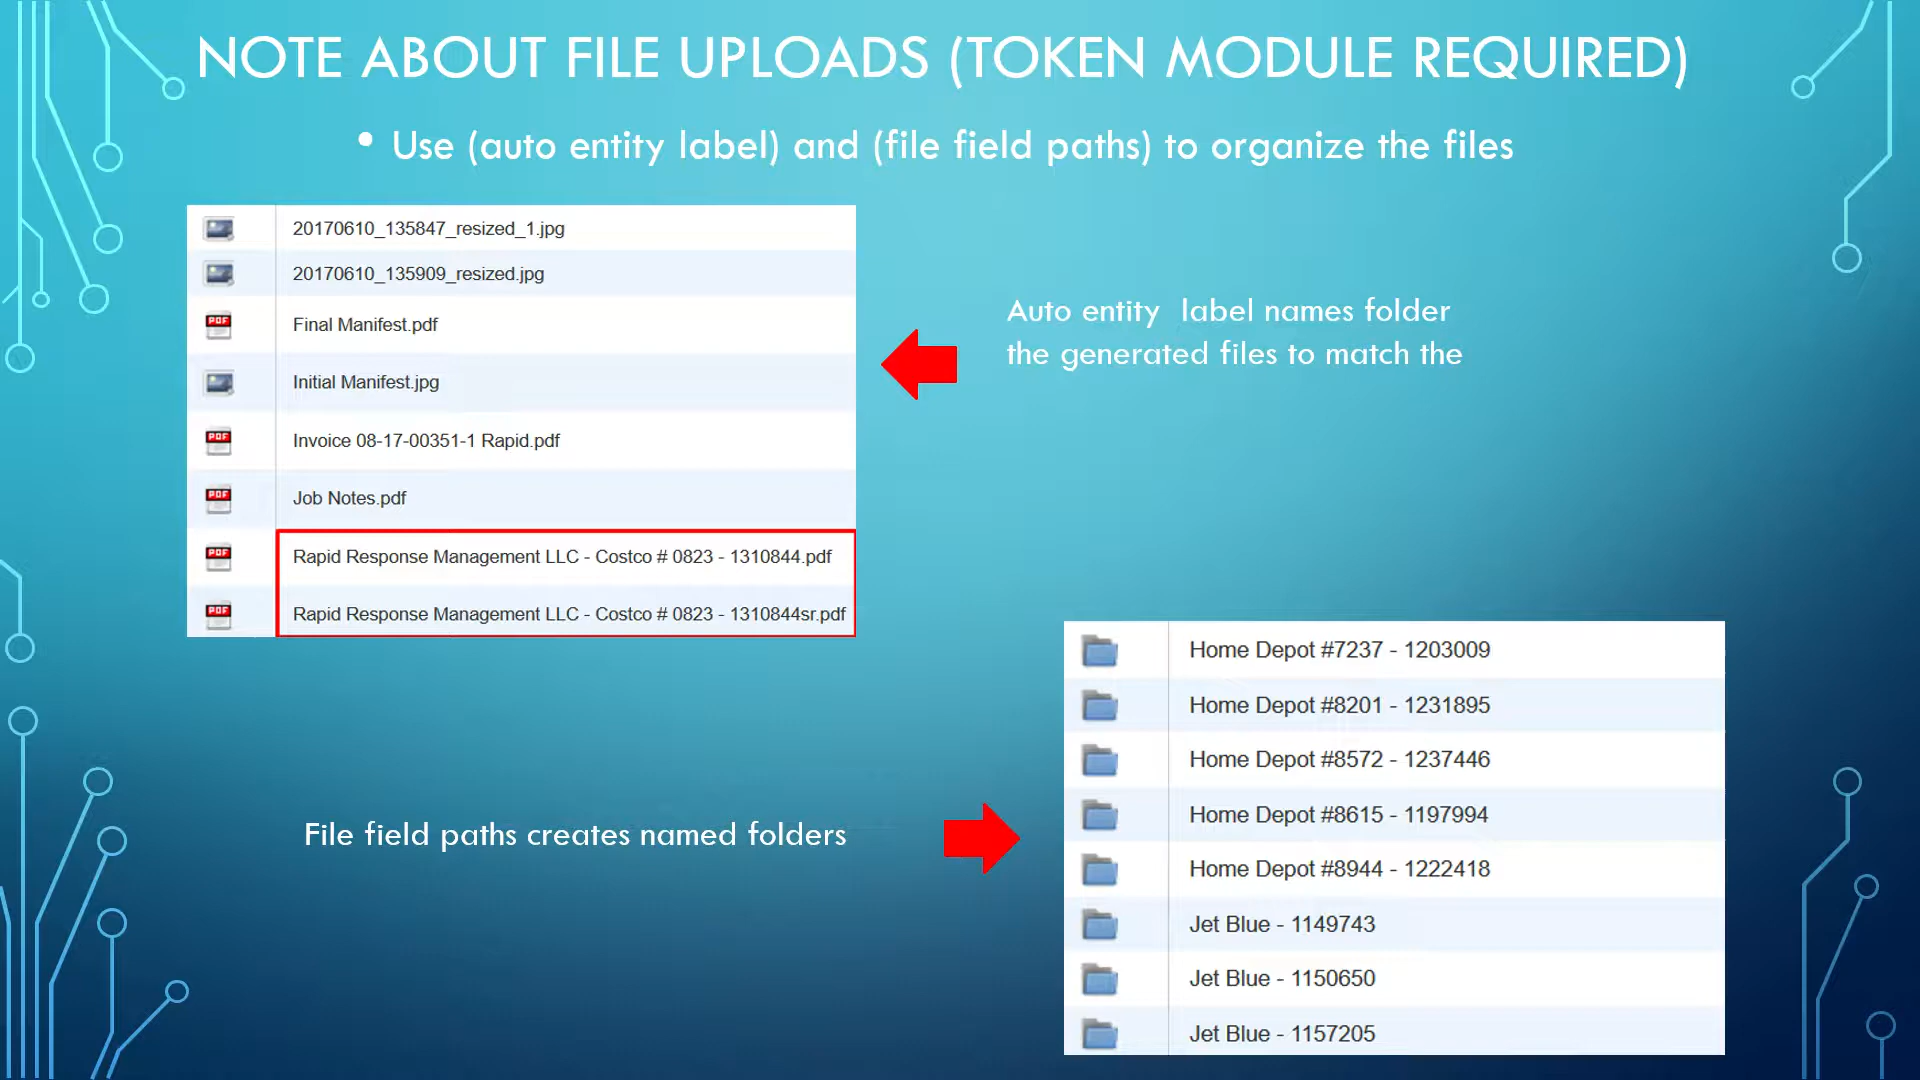 NOTE ABOUT FILE UPLOADS (TOKEN MODULE REQUIRED)
• Use (auto entity label) and (file field paths) to organize the files
20170610_135847_resized_1.jpg
20170610_135909_resized.jpg
PDF Final Manifest.pdf
Initial Manifest.jpg
PDF Invoice 08-17-00351-1 Rapid.pdf
PDF Job Notes.pdf
PDF Rapid Response Management LLC - Costco # 0823 - 1310844.pdf
PDF Rapid Response Management LLC - Costco # 0823 - 1310844sr.pdf
Auto entity  label names folder
the generated files to match the
File field paths creates named folders
Home Depot #7237 - 1203009
Home Depot #8201 - 1231895
Home Depot #8572 - 1237446
Home Depot #8615 - 1197994
Home Depot #8944 - 1222418
Jet Blue - 1149743
Jet Blue - 1150650
Jet Blue - 1157205